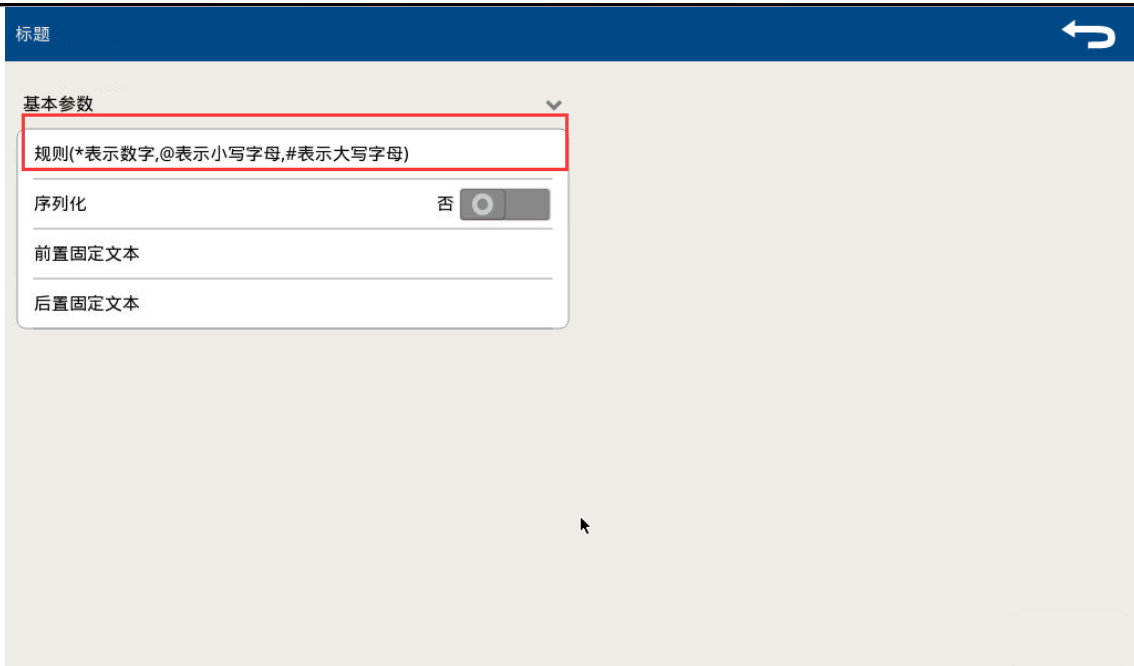 标题
基本参数
规则(*表示数字,@表示小写字母,#表示大写字母)
序列化 否
前置固定文本
后置固定文本